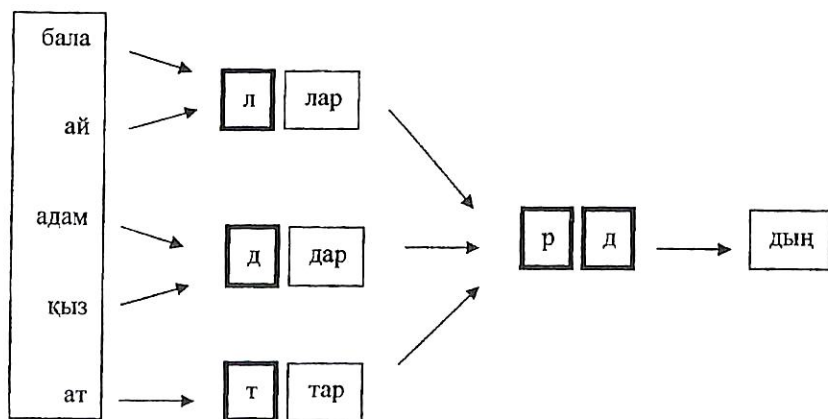 бала
ай
л лар
адам
қыз
д дар
р д дың
ат
т тар